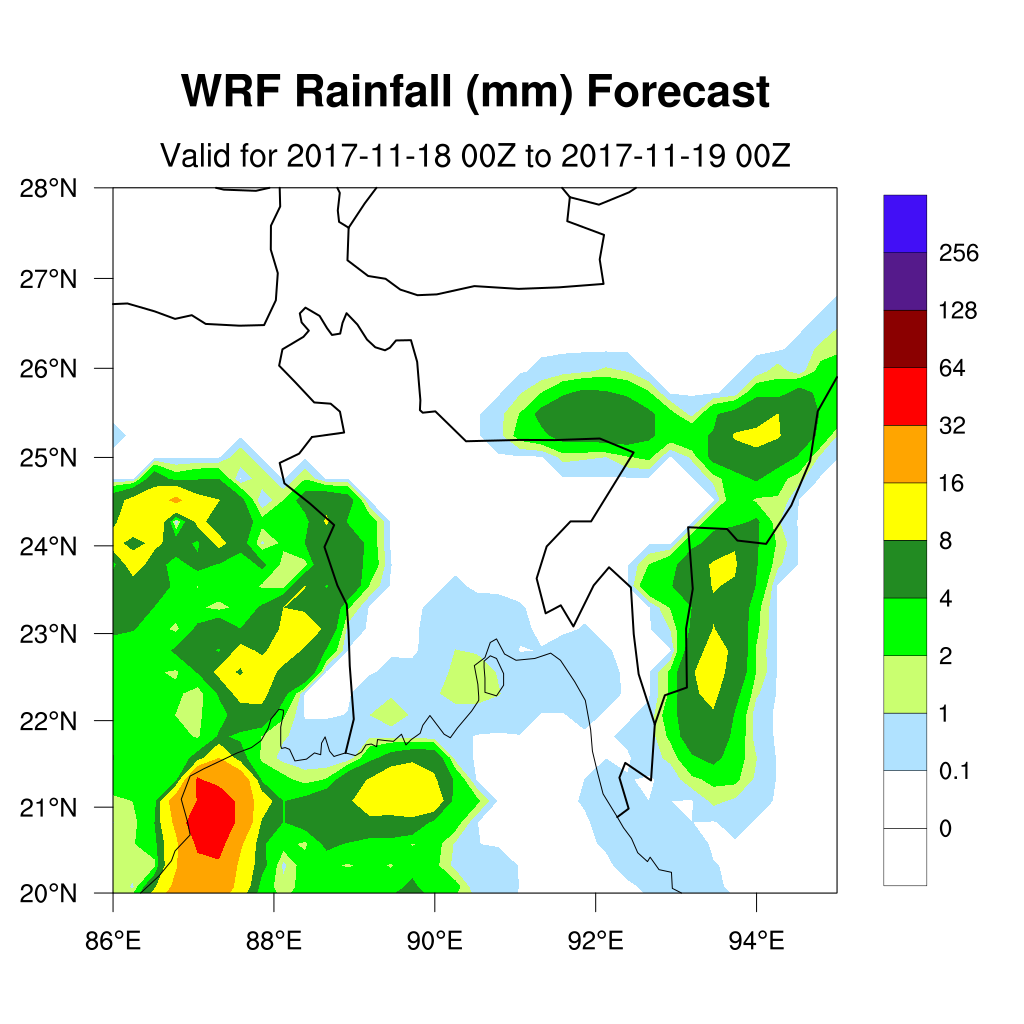 WRF Rainfall (mm) Forecast
Valid for 2017-11-18 00Z to 2017-11-19 00Z
28°N
27°N
26°N
25°N
24°N
23°N
22°N
21°N
20°N
86°E 88°E 90°E 92°E 94°E
256
128
64
32
16
8
4
2
1
0.1
0